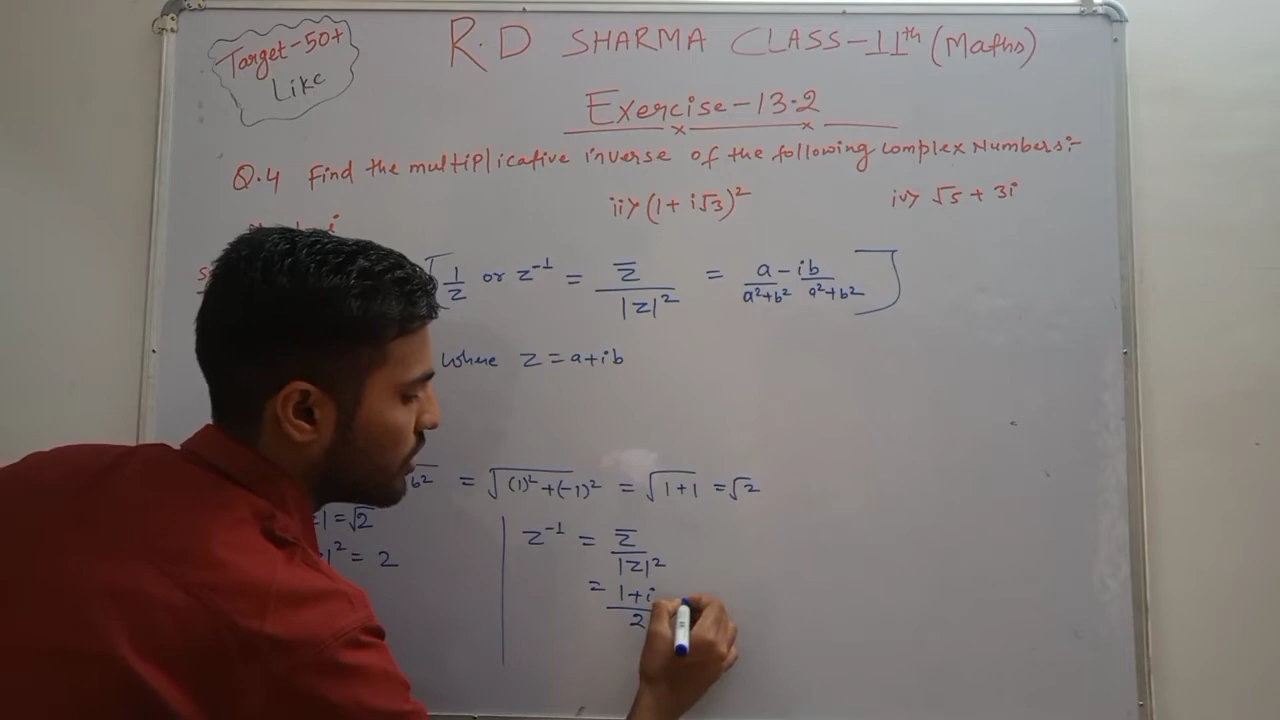 Target-50+
Like
R.D SHARMA CLASS-11th (Maths)
Exercise-13.2
Q.4 Find the multiplicative inverse of the following Complex Numbers:-
ii> (1 + i√3)² iv> √5 + 3i
[1/z or z⁻¹ = z̄/|z|² = a/(a²+b²) - ib/(a²+b²)]
where z = a+ib
b² = √((1)²+(-1)²) = √(1+1) = √2
= √2
² = 2
z⁻¹ = z̄/|z|²
= (1+i)/2